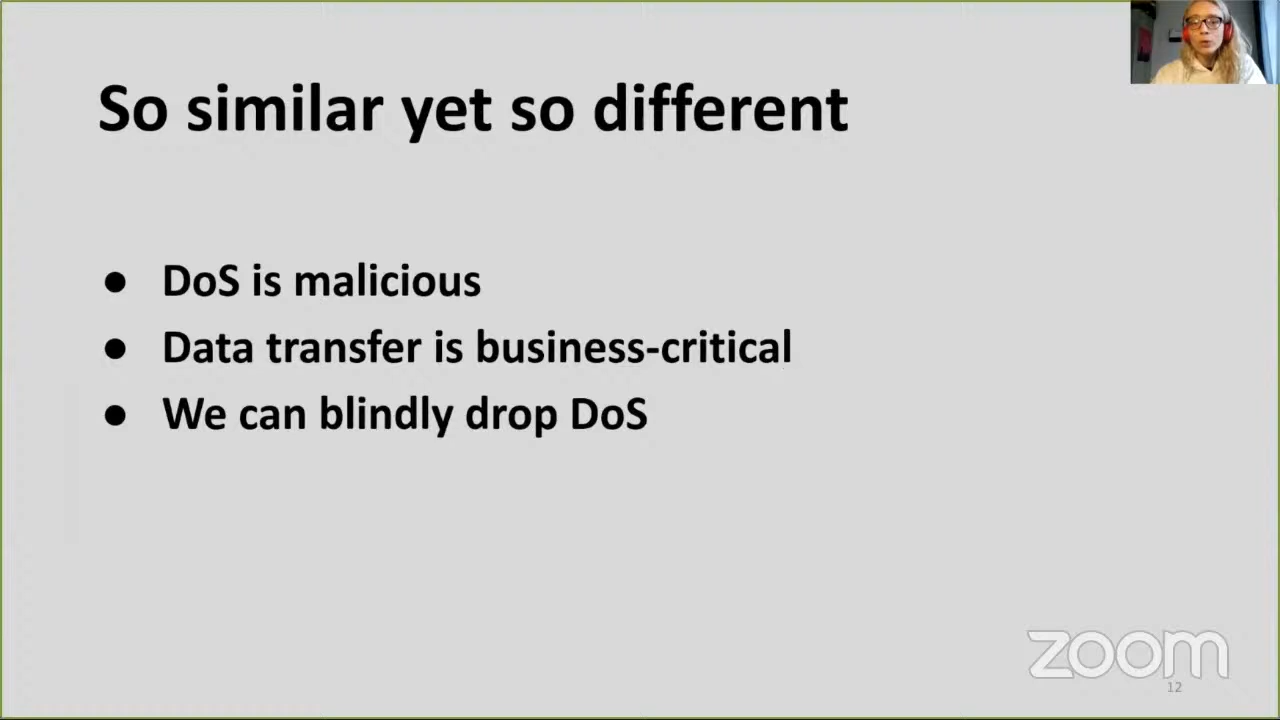 So similar yet so different
● DoS is malicious
● Data transfer is business-critical
● We can blindly drop DoS
zoom
12